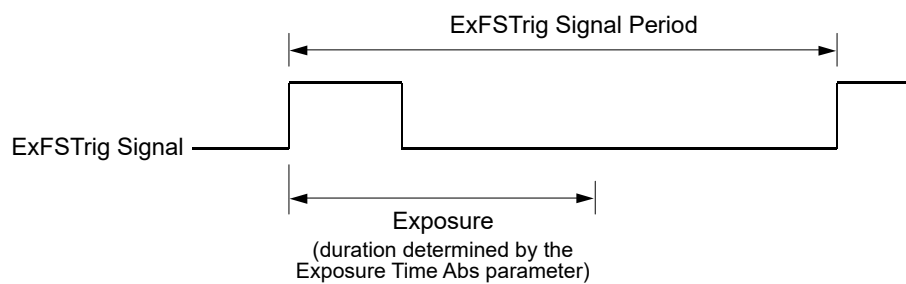 ExFSTrig Signal Period
ExFSTrig Signal
Exposure
(duration determined by the
Exposure Time Abs parameter)